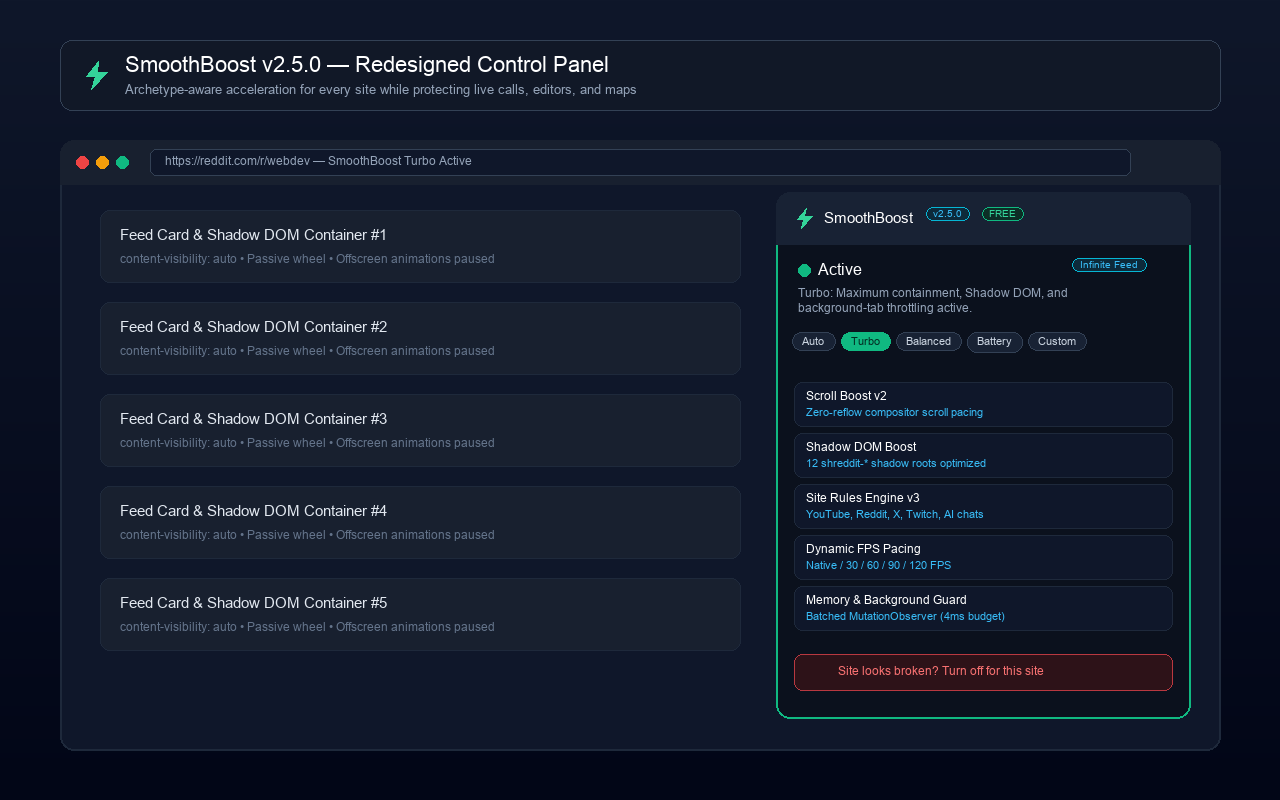 SmoothBoost v2.5.0 — Redesigned Control Panel
Archetype-aware acceleration for every site while protecting live calls, editors, and maps
https://reddit.com/r/webdev — SmoothBoost Turbo Active
Feed Card & Shadow DOM Container #1
content-visibility: auto • Passive wheel • Offscreen animations paused
Feed Card & Shadow DOM Container #2
content-visibility: auto • Passive wheel • Offscreen animations paused
Feed Card & Shadow DOM Container #3
content-visibility: auto • Passive wheel • Offscreen animations paused
Feed Card & Shadow DOM Container #4
content-visibility: auto • Passive wheel • Offscreen animations paused
Feed Card & Shadow DOM Container #5
content-visibility: auto • Passive wheel • Offscreen animations paused
SmoothBoost v2.5.0 FREE
Active Infinite Feed
Turbo: Maximum containment, Shadow DOM, and
background-tab throttling active.
Auto Turbo Balanced Battery Custom
Scroll Boost v2
Zero-reflow compositor scroll pacing
Shadow DOM Boost
12 shreddit-* shadow roots optimized
Site Rules Engine v3
YouTube, Reddit, X, Twitch, AI chats
Dynamic FPS Pacing
Native / 30 / 60 / 90 / 120 FPS
Memory & Background Guard
Batched MutationObserver (4ms budget)
Site looks broken? Turn off for this site